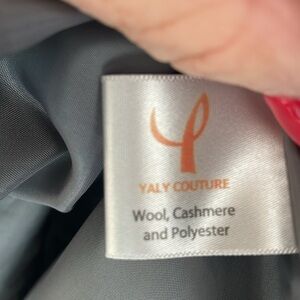 YALY COUTURE
Wool, Cashmere
and Polyester